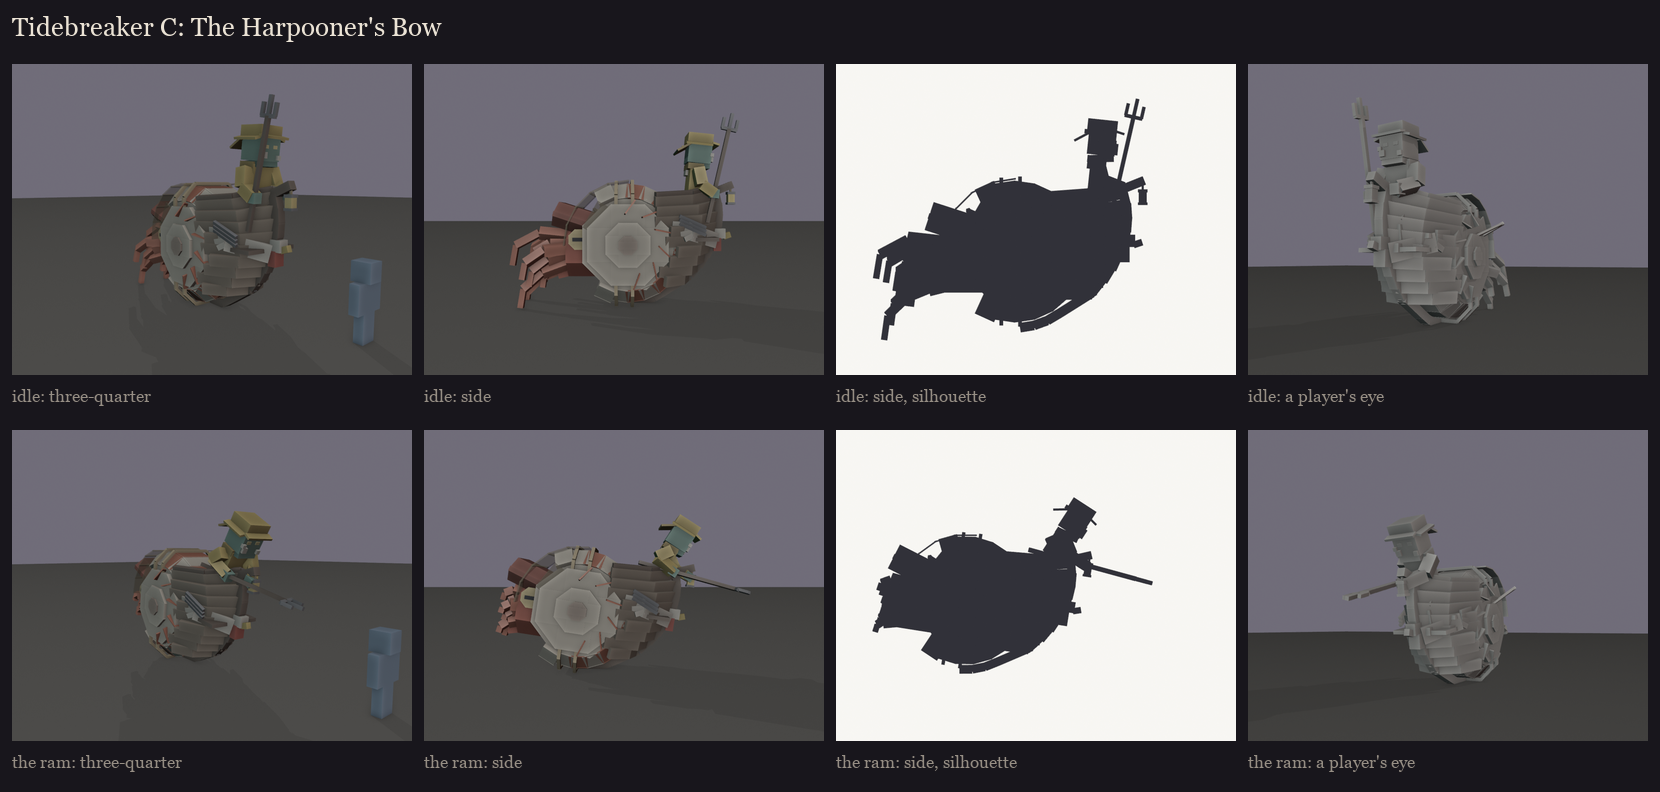 Tidebreaker C: The Harpooner's Bow
idle: three-quarter
idle: side
idle: side, silhouette
idle: a player's eye
the ram: three-quarter
the ram: side
the ram: side, silhouette
the ram: a player's eye